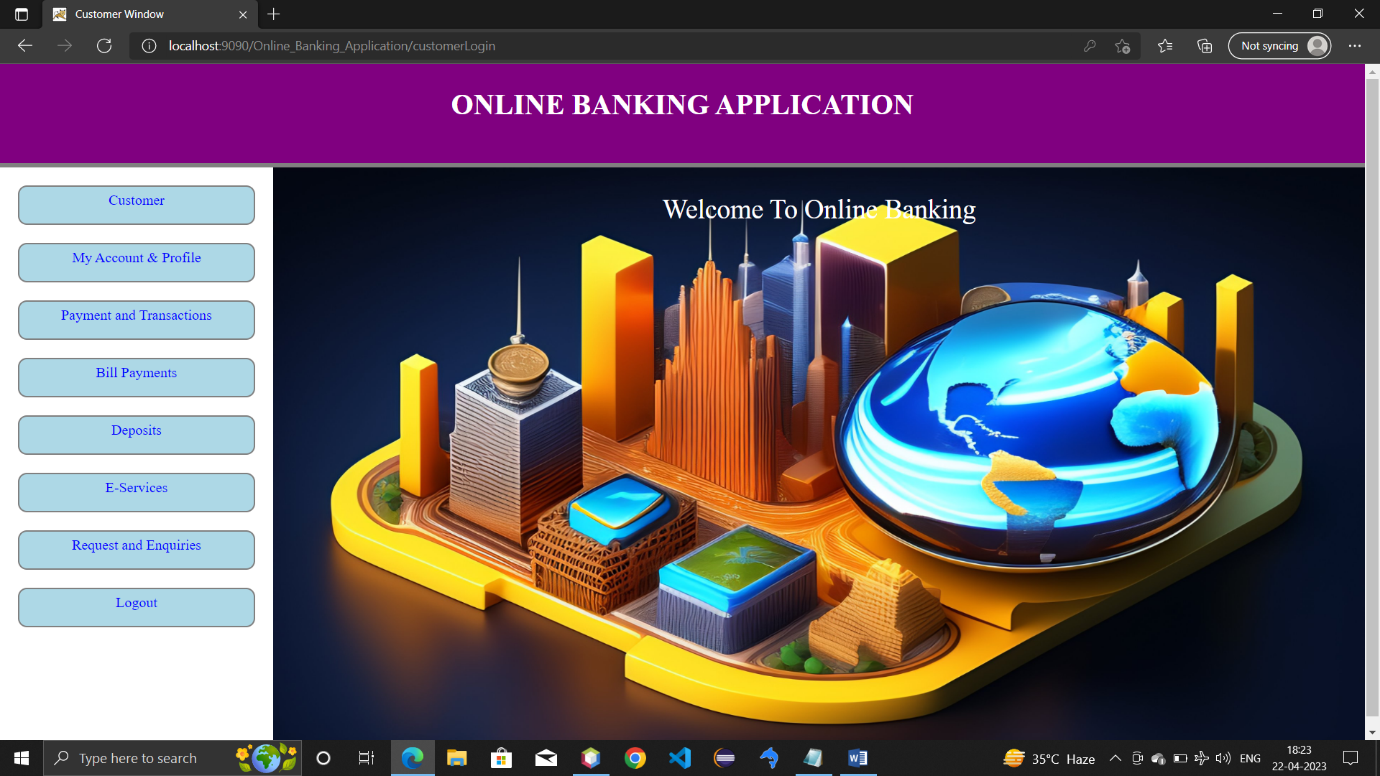 Customer Window
localhost:9090/Online_Banking_Application/customerLogin
Not syncing
ONLINE BANKING APPLICATION
Customer
My Account & Profile
Payment and Transactions
Bill Payments
Deposits
E-Services
Request and Enquiries
Logout
Welcome To Online Banking
Type here to search
35°C Haze
ENG
18:23
22-04-2023